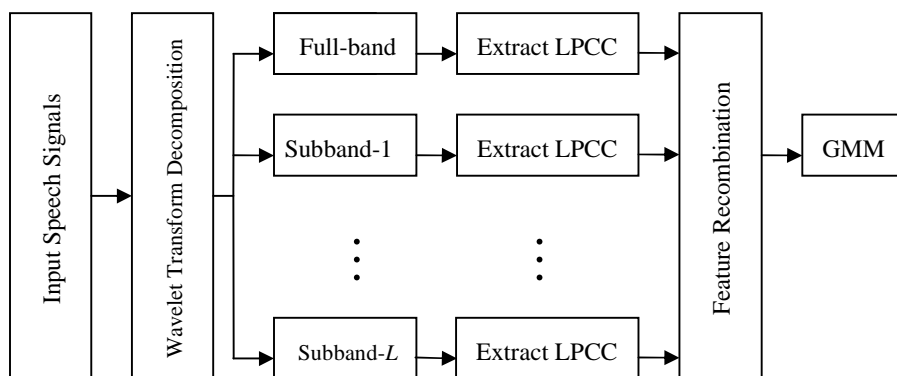 Input Speech Signals
Wavelet Transform Decomposition
Full-band
Extract LPCC
Subband-1
Extract LPCC
Subband-L
Extract LPCC
Feature Recombination
GMM